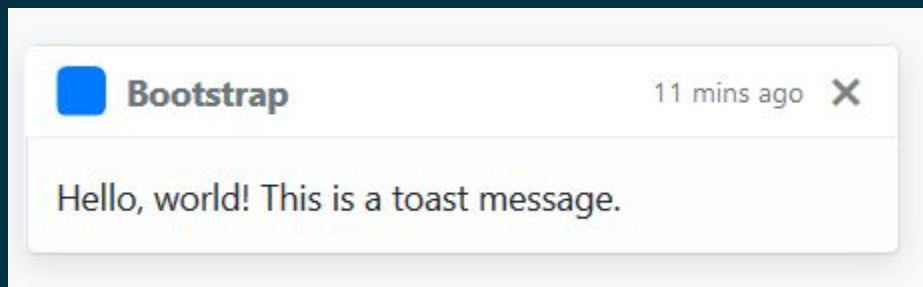 Bootstrap 11 mins ago ×
Hello, world! This is a toast message.